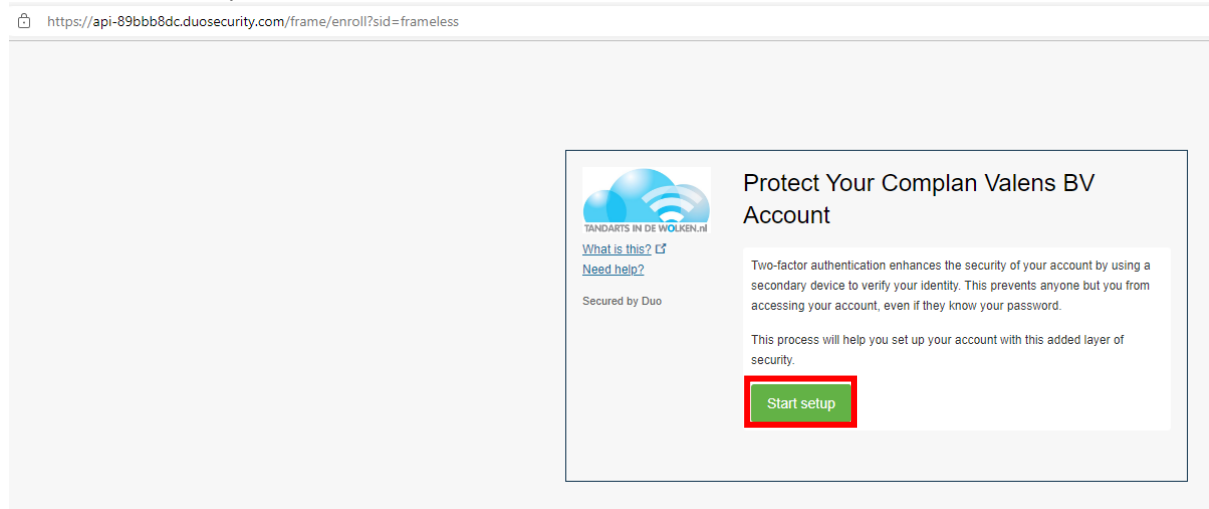 https://api-89bbb8dc.duosecurity.com/frame/enroll?sid=frameless
TANDARTS IN DE WOLKEN.nl
What is this?
Need help?
Secured by Duo
Protect Your Complan Valens BV
Account
Two-factor authentication enhances the security of your account by using a
secondary device to verify your identity. This prevents anyone but you from
accessing your account, even if they know your password.
This process will help you set up your account with this added layer of
security.
Start setup